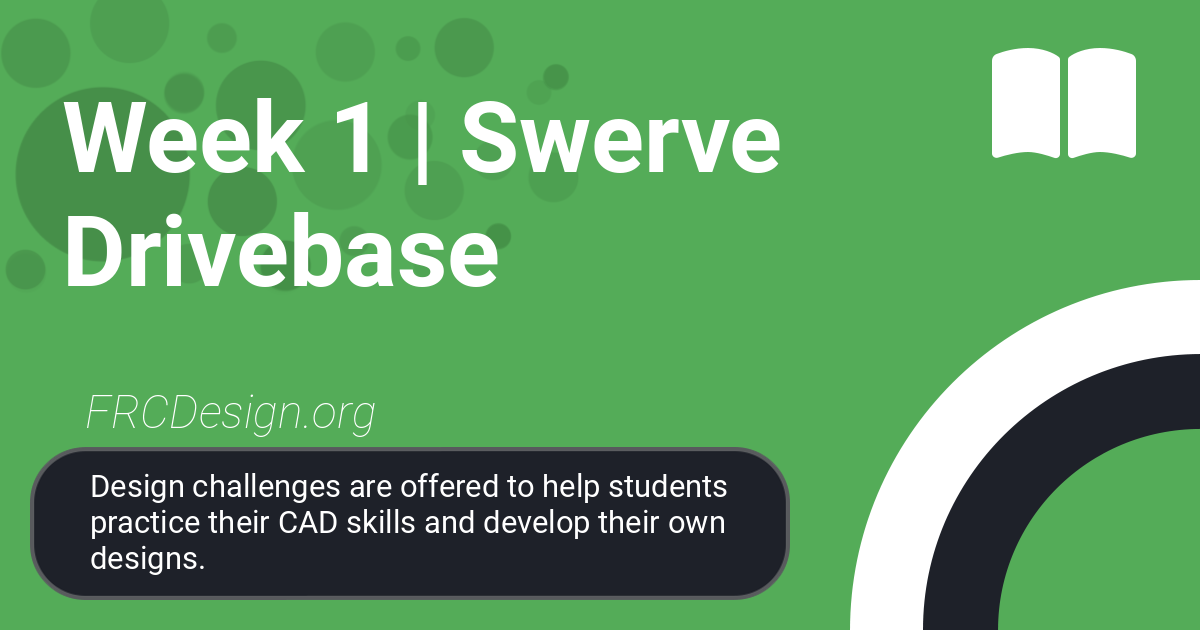 Week 1 | Swerve
Drivebase
FRCDesign.org
Design challenges are offered to help students
practice their CAD skills and develop their own
designs.